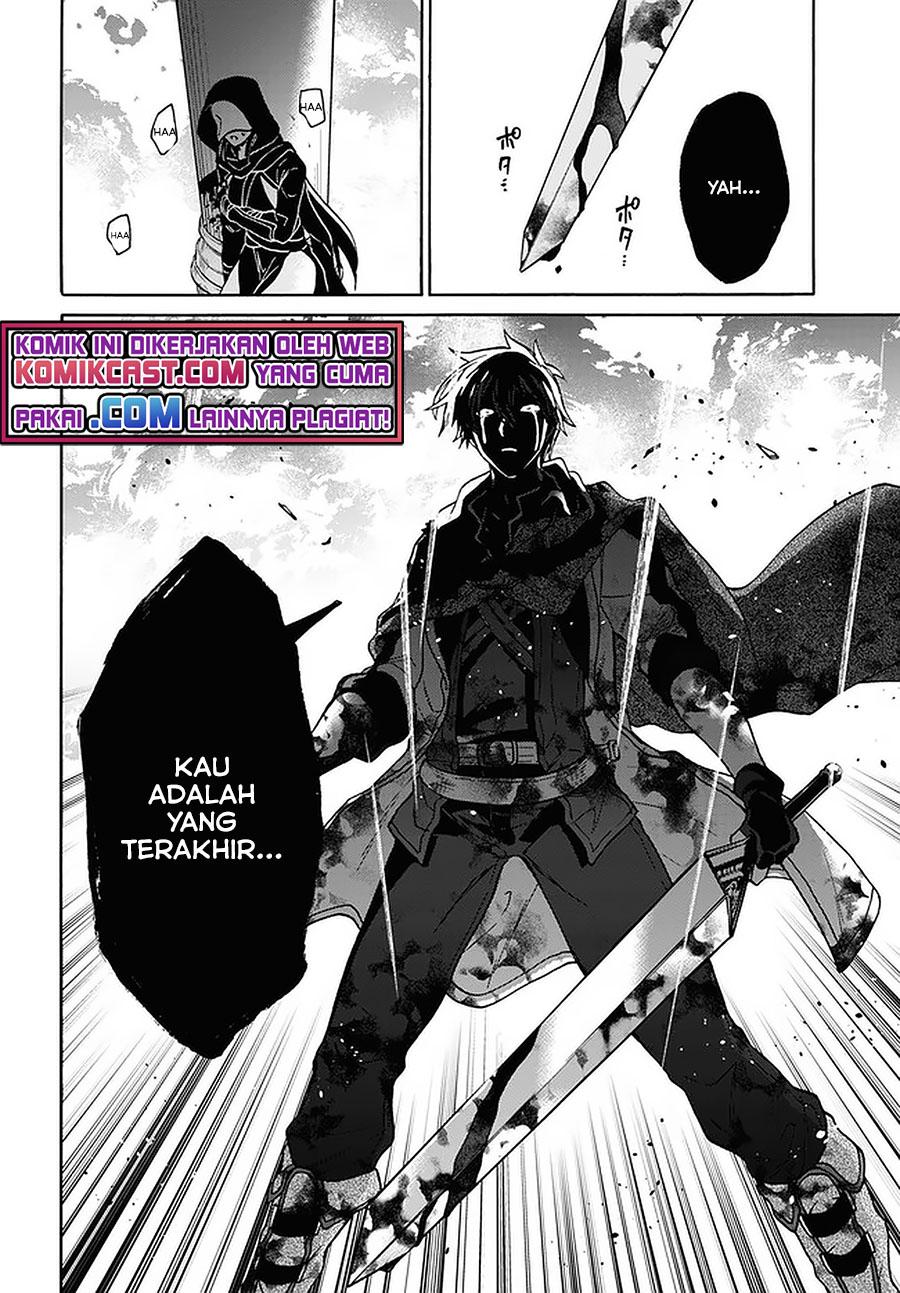 YAH...
ポタ...
ポタ...
HAA
HAA
HAA
KOMIK INI DIKERJAKAN OLEH WEB
KOMIKCAST.COM YANG CUMA
PAKAI .COM LAINNYA PLAGIAT!
KAU
ADALAH
YANG
TERAKHIR...